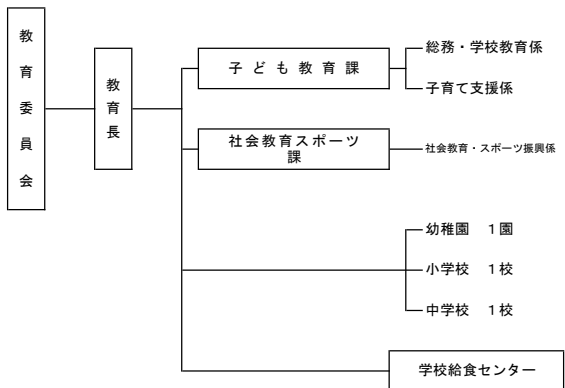 教育委員会
教育長
子ども教育課
総務・学校教育係
子育て支援係
社会教育スポーツ
課
社会教育・スポーツ振興係
幼稚園　１園
小学校　１校
中学校　１校
学校給食センター